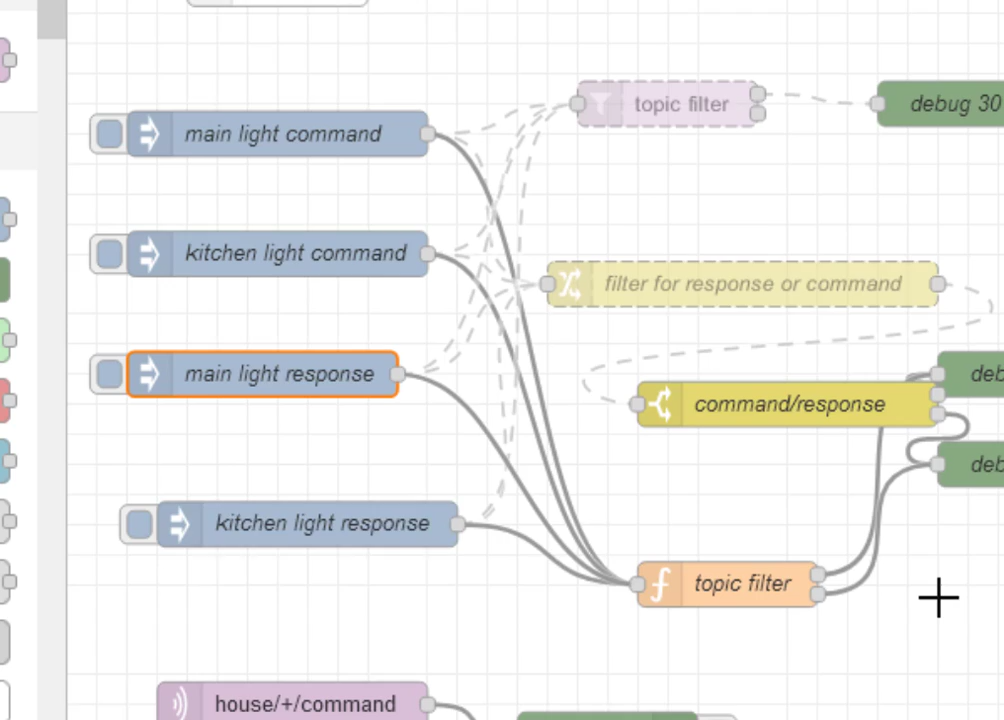 topic filter
debug 30
main light command
kitchen light command
filter for response or command
main light response
command/response
kitchen light response
topic filter
house/+/command